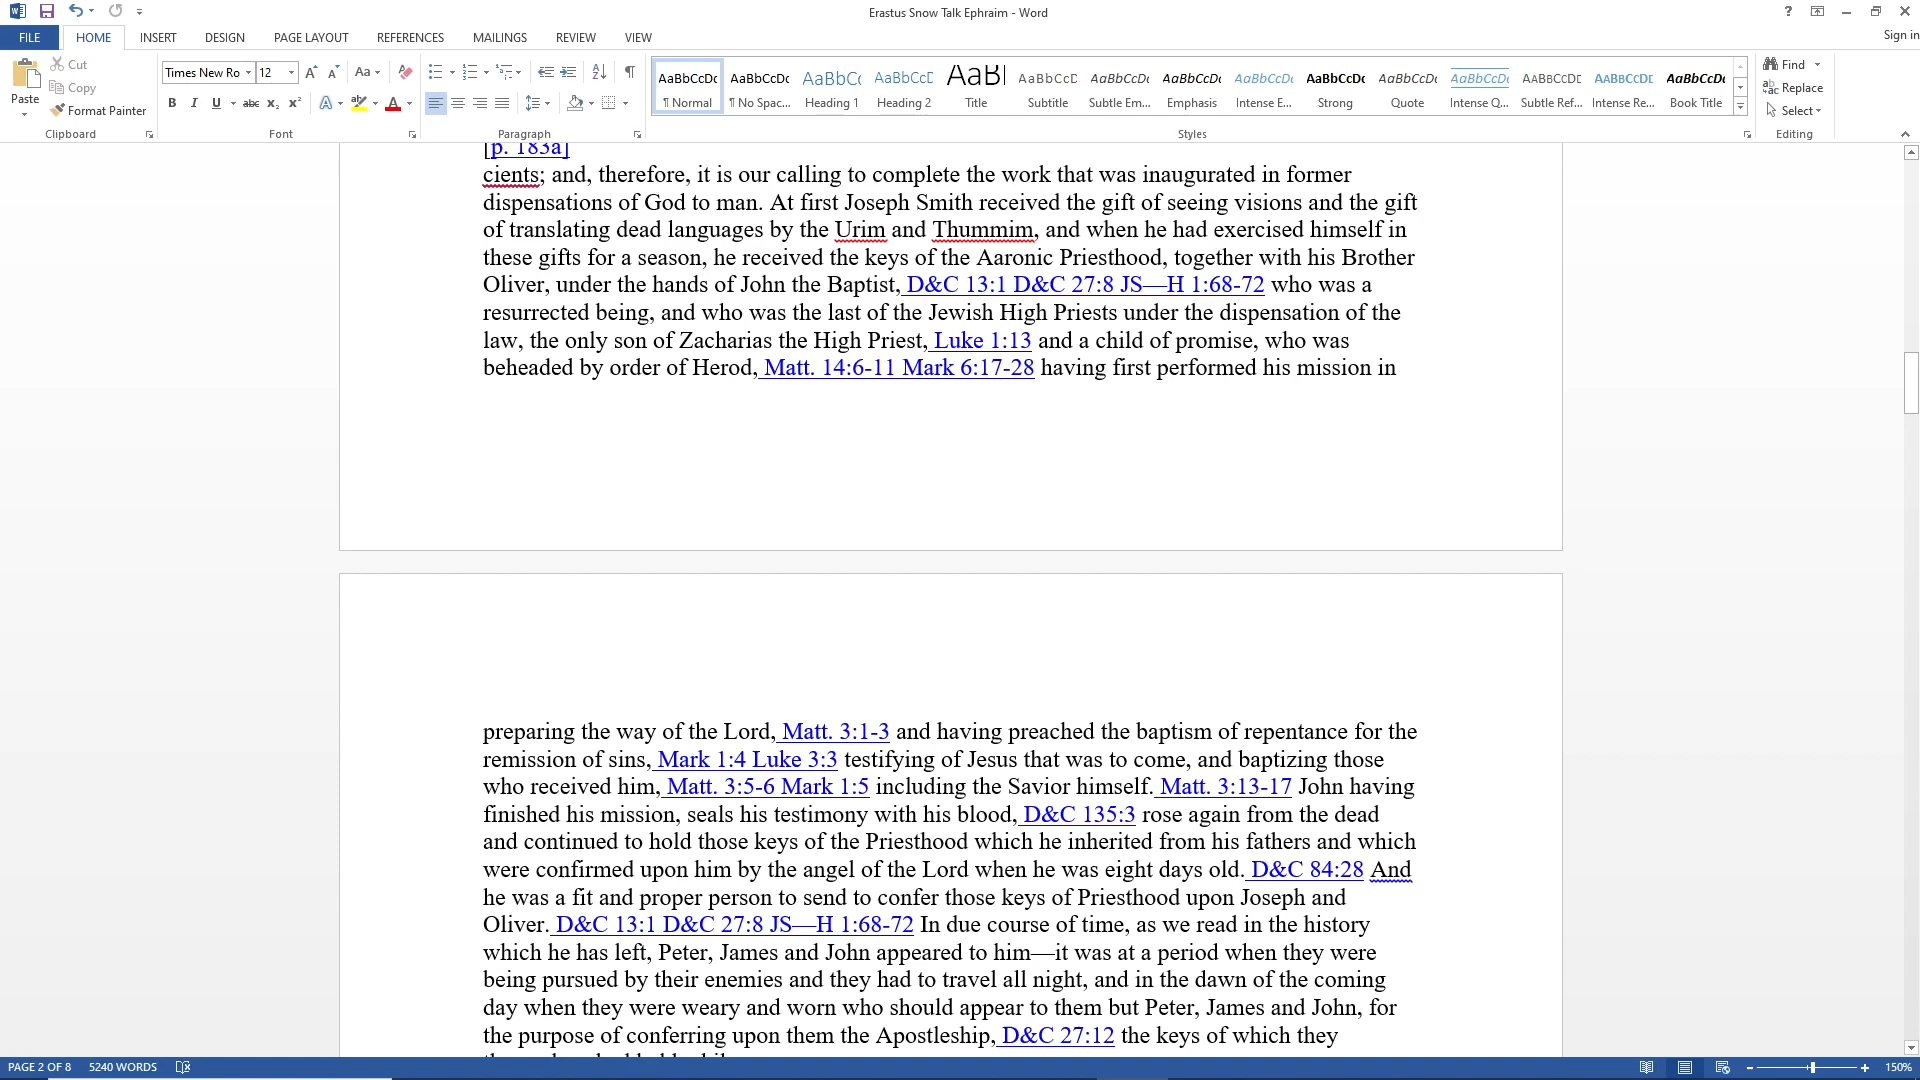 Erastus Snow Talk Ephraim - Word
Sign in
FILE HOME INSERT DESIGN PAGE LAYOUT REFERENCES MAILINGS REVIEW VIEW
Paste
Cut
Copy
Format Painter
Clipboard
Times New Ro 12
Font
Paragraph
AaBbCcDc AaBbCcDc AaBbCc AaBbCcD AaBl AaBbCcD AaBbCcDc AaBbCcDc AaBbCcDc AaBbCcDc AaBbCcDc AaBbCcDc AABBCCDC AABBCCDC AaBbCcDc
¶ Normal ¶ No Spac... Heading 1 Heading 2 Title Subtitle Subtle Em... Emphasis Intense E... Strong Quote Intense Q... Subtle Ref... Intense Re... Book Title
Styles
Find
Replace
Select
Editing
[p. 183a]
cients; and, therefore, it is our calling to complete the work that was inaugurated in former
dispensations of God to man. At first Joseph Smith received the gift of seeing visions and the gift
of translating dead languages by the Urim and Thummim, and when he had exercised himself in
these gifts for a season, he received the keys of the Aaronic Priesthood, together with his Brother
Oliver, under the hands of John the Baptist, D&C 13:1 D&C 27:8 JS—H 1:68-72 who was a
resurrected being, and who was the last of the Jewish High Priests under the dispensation of the
law, the only son of Zacharias the High Priest, Luke 1:13 and a child of promise, who was
beheaded by order of Herod, Matt. 14:6-11 Mark 6:17-28 having first performed his mission in
preparing the way of the Lord, Matt. 3:1-3 and having preached the baptism of repentance for the
remission of sins, Mark 1:4 Luke 3:3 testifying of Jesus that was to come, and baptizing those
who received him, Matt. 3:5-6 Mark 1:5 including the Savior himself. Matt. 3:13-17 John having
finished his mission, seals his testimony with his blood, D&C 135:3 rose again from the dead
and continued to hold those keys of the Priesthood which he inherited from his fathers and which
were confirmed upon him by the angel of the Lord when he was eight days old. D&C 84:28 And
he was a fit and proper person to send to confer those keys of Priesthood upon Joseph and
Oliver. D&C 13:1 D&C 27:8 JS—H 1:68-72 In due course of time, as we read in the history
which he has left, Peter, James and John appeared to him—it was at a period when they were
being pursued by their enemies and they had to travel all night, and in the dawn of the coming
day when they were weary and worn who should appear to them but Peter, James and John, for
the purpose of conferring upon them the Apostleship, D&C 27:12 the keys of which they
PAGE 2 OF 8 5240 WORDS
150%